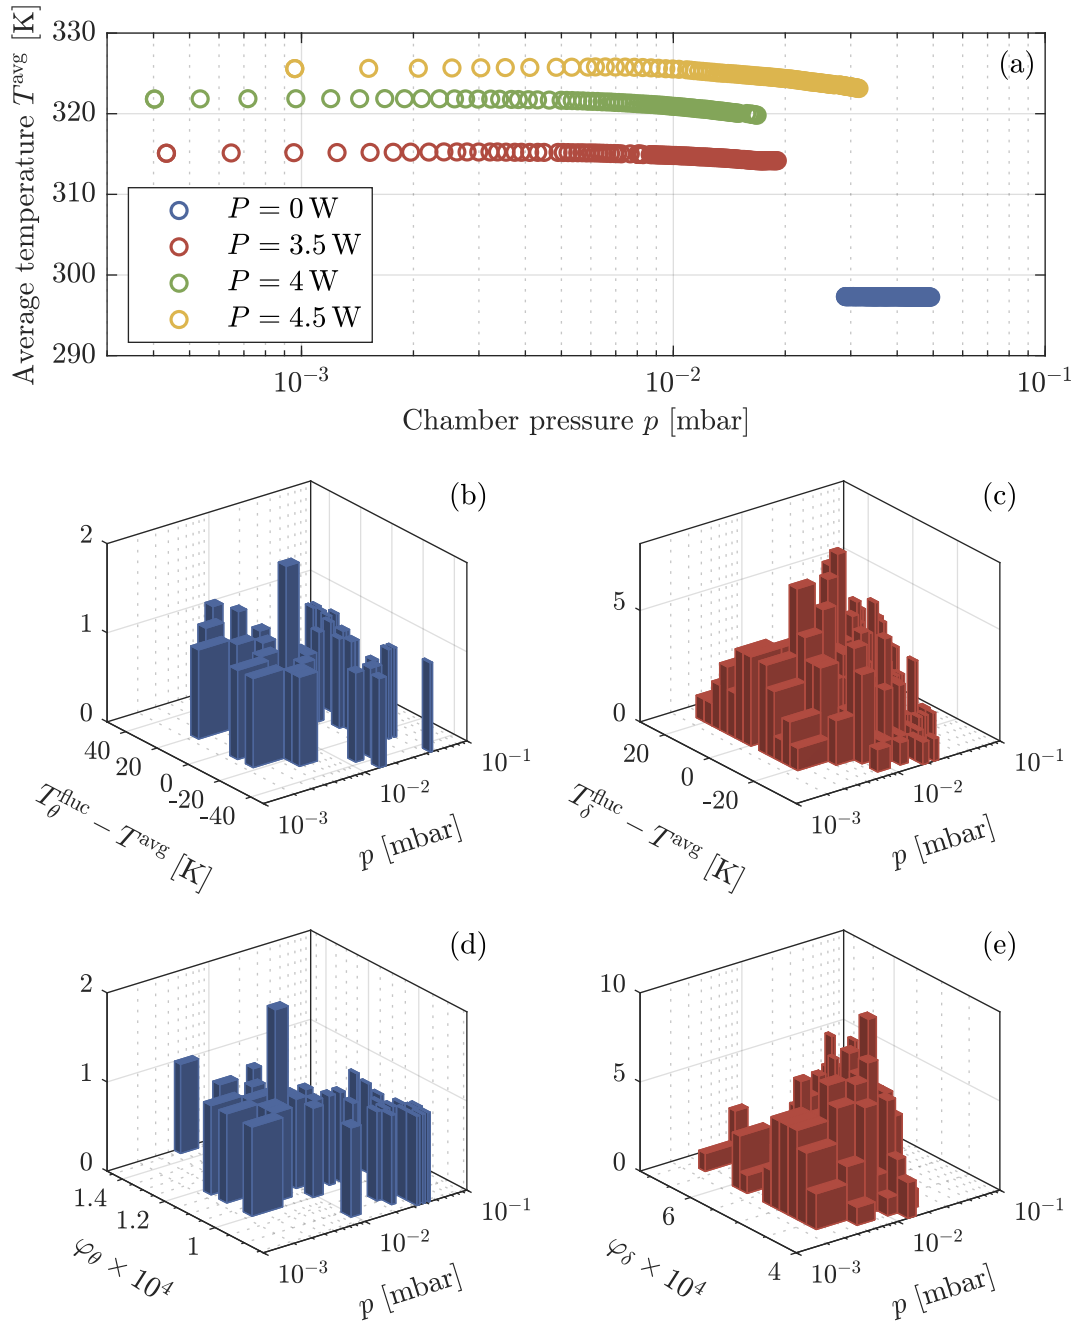 330
320
310
300
290
Average temperature T^avg [K]
(a)
P = 0 W
P = 3.5 W
P = 4 W
P = 4.5 W
10^−3
10^−2
10^−1
Chamber pressure p [mbar]
(b)
2
1
0
40
20
0
-20
-40
T_θ^fluc − T^avg [K]
10^−3
10^−2
10^−1
p [mbar]
(c)
5
0
20
0
-20
T_δ^fluc − T^avg [K]
10^−3
10^−2
10^−1
p [mbar]
(d)
2
1
0
1.4
1.2
1
φ_θ × 10^4
10^−3
10^−2
10^−1
p [mbar]
(e)
10
5
0
6
4
φ_δ × 10^4
10^−3
10^−2
10^−1
p [mbar]